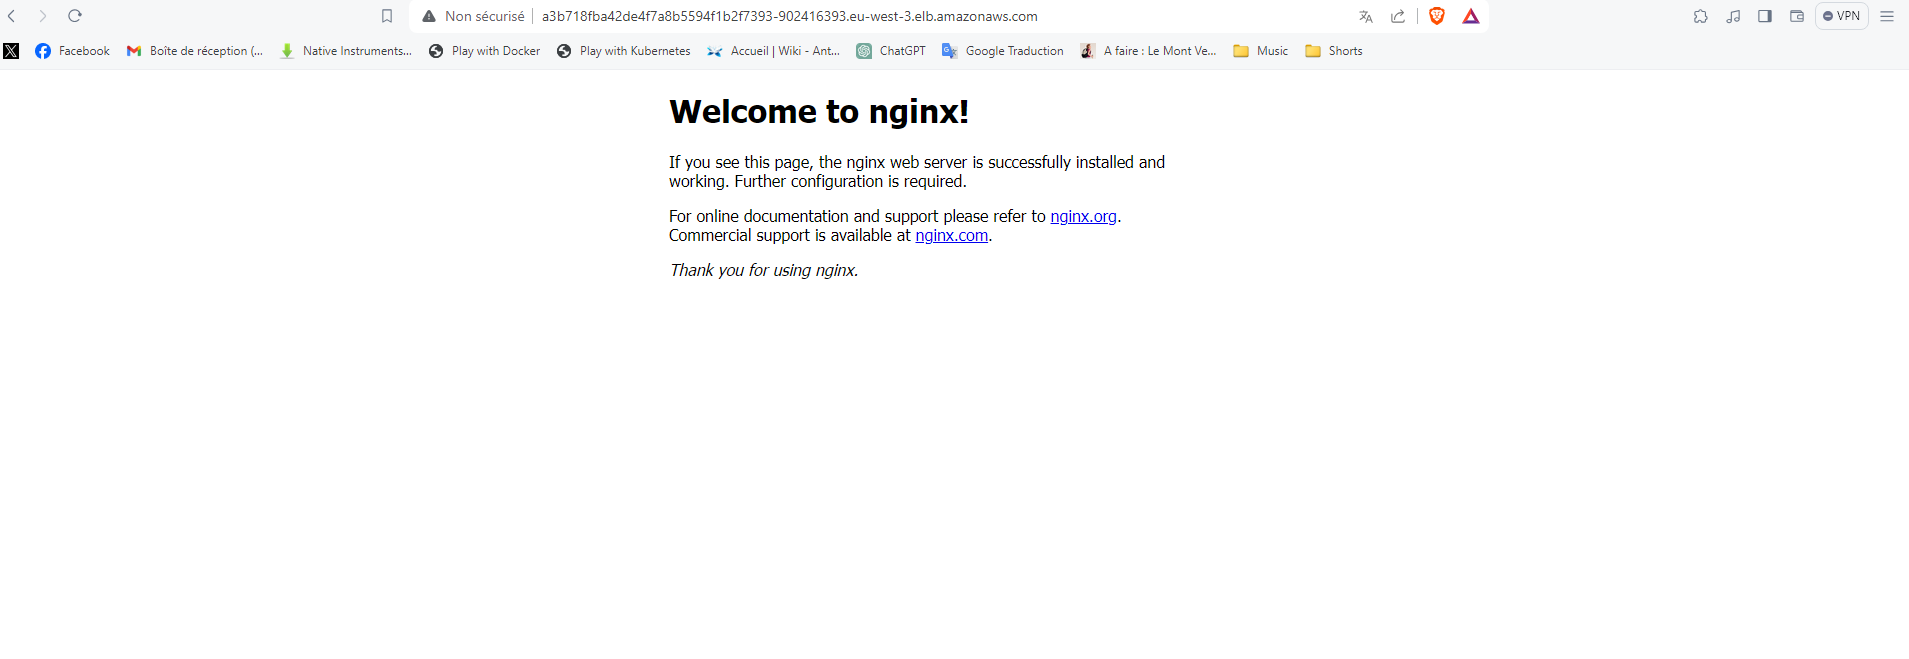 Non sécurisé a3b718fba42de4f7a8b5594f1b2f7393-902416393.eu-west-3.elb.amazonaws.com VPN
Facebook Boîte de réception (... Native Instruments... Play with Docker Play with Kubernetes Accueil | Wiki - Ant... ChatGPT Google Traduction A faire : Le Mont Ve... Music Shorts
Welcome to nginx!
If you see this page, the nginx web server is successfully installed and
working. Further configuration is required.
For online documentation and support please refer to nginx.org.
Commercial support is available at nginx.com.
Thank you for using nginx.